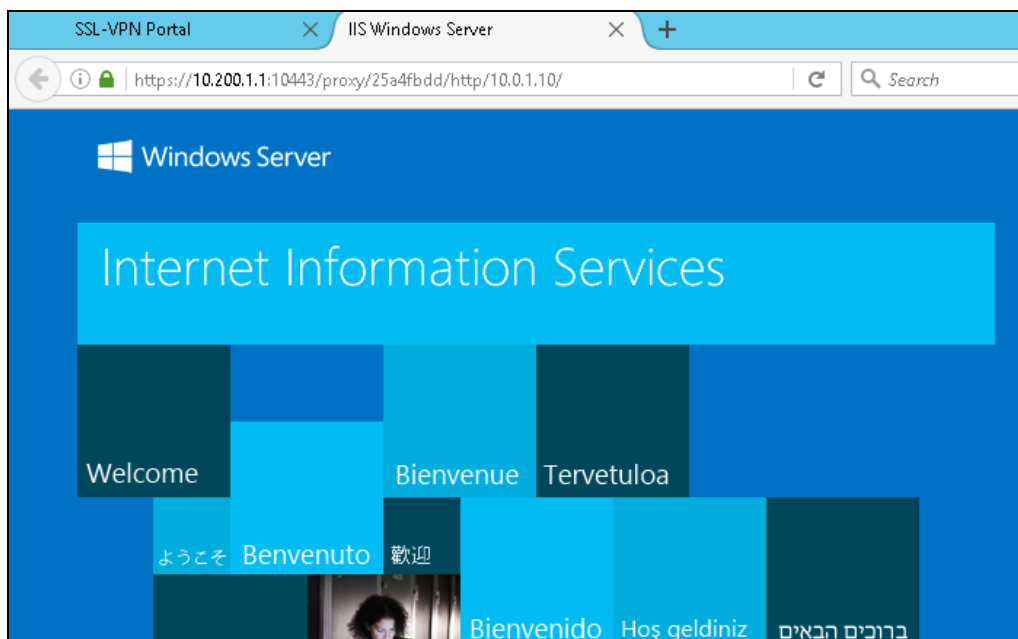 SSL-VPN Portal
IIS Windows Server
https://10.200.1.1:10443/proxy/25a4fbdd/http/10.0.1.10/
Search
Windows Server
Internet Information Services
Welcome
Bienvenue
Tervetuloa
ようこそ
Benvenuto
歡迎
Bienvenido
Hoş geldiniz
ברוכים הבאים